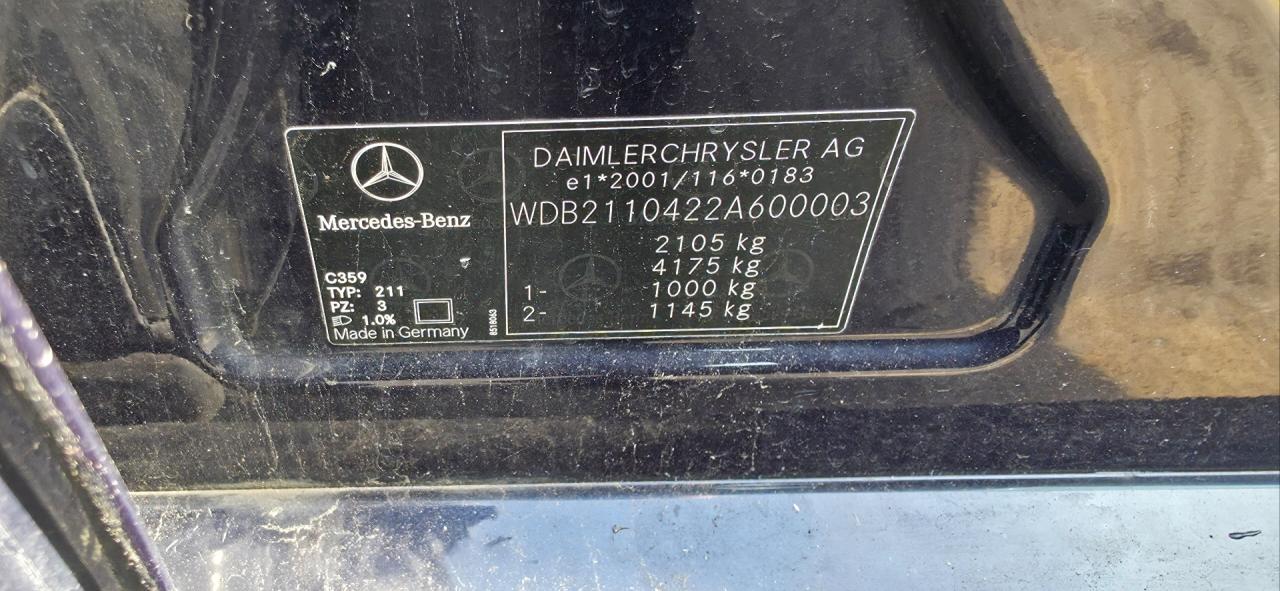 Mercedes-Benz
C359
TYP: 211
PZ: 3
1.0%
Made in Germany
8518063
DAIMLERCHRYSLER AG
e1*2001/116*0183
WDB2110422A600003
2105 kg
4175 kg
1- 1000 kg
2- 1145 kg